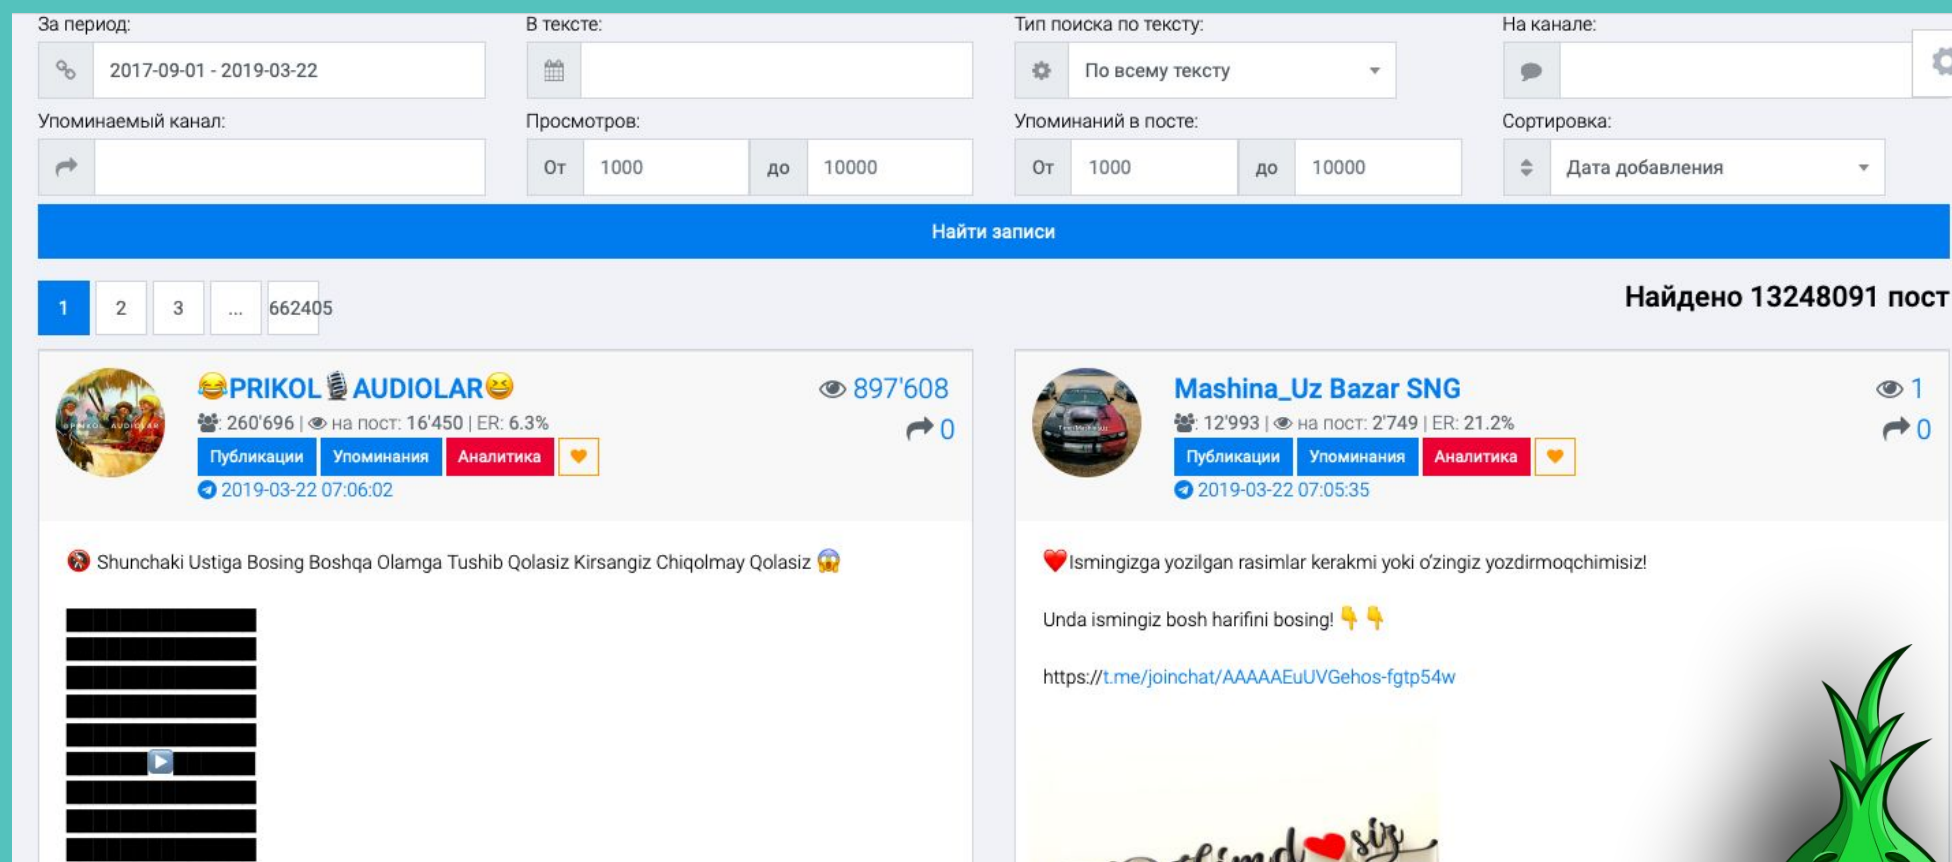 За период:
В тексте:
Тип поиска по тексту:
На канале:
2017-09-01 - 2019-03-22
По всему тексту
Упоминаемый канал:
Просмотров:
Упоминаний в посте:
Сортировка:
От 1000 до 10000
От 1000 до 10000
Дата добавления
Найти записи
1 2 3 ... 662405
Найдено 13248091 пост
😂PRIKOL🎙AUDIOLAR😆
897'608
: 260'696 | на пост: 16'450 | ER: 6.3%
0
Публикации Упоминания Аналитика
2019-03-22 07:06:02
Shunchaki Ustiga Bosing Boshqa Olamga Tushib Qolasiz Kirsangiz Chiqolmay Qolasiz 😱
Mashina_Uz Bazar SNG
1
: 12'993 | на пост: 2'749 | ER: 21.2%
0
Публикации Упоминания Аналитика
2019-03-22 07:05:35
❤️Ismingizga yozilgan rasimlar kerakmi yoki o‘zingiz yozdirmoqchimisiz!
Unda ismingiz bosh harifini bosing! 👇 👇
https://t.me/joinchat/AAAAAEuUVGehos-fgtp54w
siz